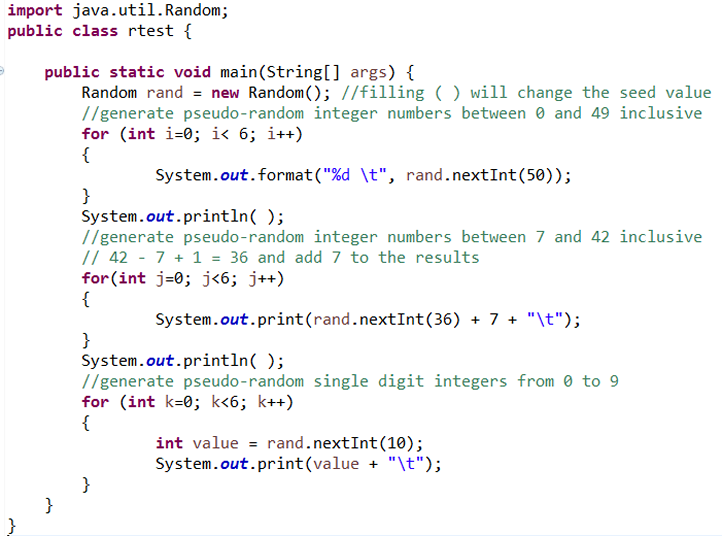 import java.util.Random;
public class rtest {
public static void main(String[] args) {
Random rand = new Random(); //filling ( ) will change the seed value
//generate pseudo-random integer numbers between 0 and 49 inclusive
for (int i=0; i< 6; i++)
{
System.out.format("%d \t", rand.nextInt(50));
}
System.out.println( );
//generate pseudo-random integer numbers between 7 and 42 inclusive
// 42 - 7 + 1 = 36 and add 7 to the results
for(int j=0; j<6; j++)
{
System.out.print(rand.nextInt(36) + 7 + "\t");
}
System.out.println( );
//generate pseudo-random single digit integers from 0 to 9
for (int k=0; k<6; k++)
{
int value = rand.nextInt(10);
System.out.print(value + "\t");
}
}
}